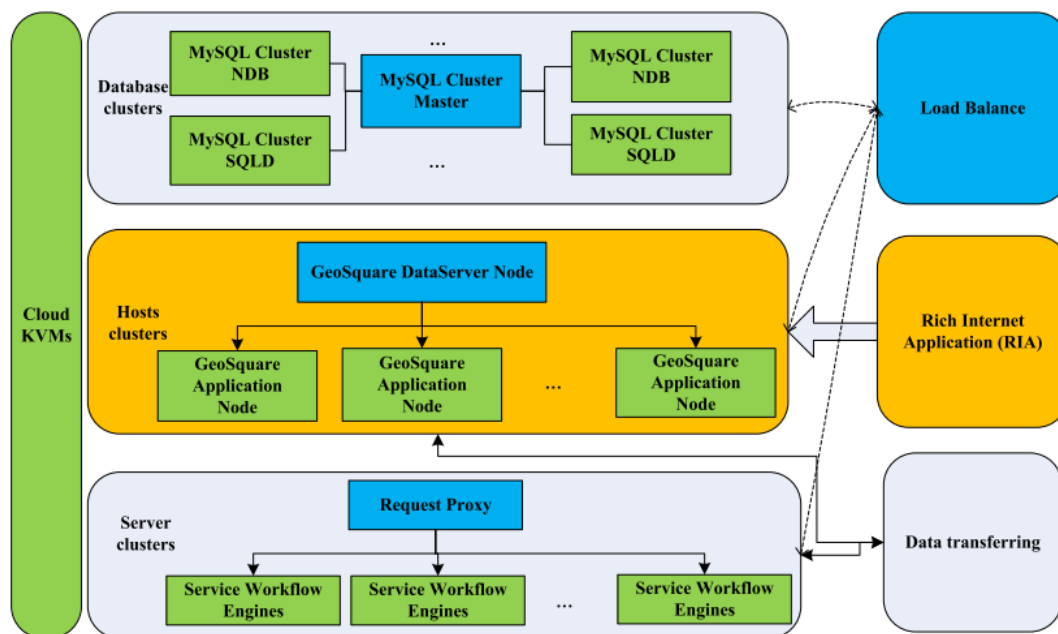 Cloud
KVMs
Database
clusters
MySQL Cluster
NDB
MySQL Cluster
SQLD
...
MySQL Cluster
Master
...
MySQL Cluster
NDB
MySQL Cluster
SQLD
Load Balance
Hosts
clusters
GeoSquare DataServer Node
GeoSquare
Application
Node
GeoSquare
Application
Node
...
GeoSquare
Application
Node
Rich Internet
Application (RIA)
Server
clusters
Request Proxy
Service Workflow
Engines
Service Workflow
Engines
...
Service Workflow
Engines
Data transferring